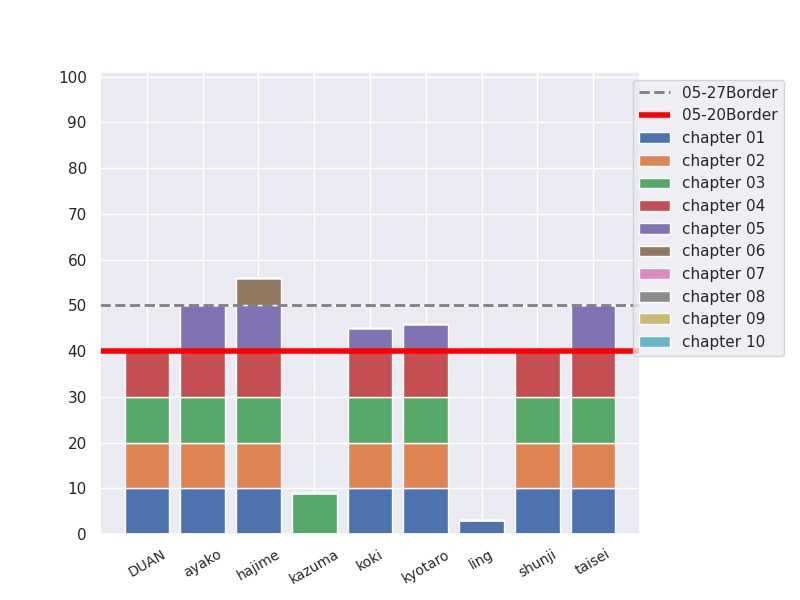 100
90
80
70
60
50
40
30
20
10
0
DUAN
ayako
hajime
kazuma
koki
kyotaro
ling
shunji
taisei
05-27Border
05-20Border
chapter 01
chapter 02
chapter 03
chapter 04
chapter 05
chapter 06
chapter 07
chapter 08
chapter 09
chapter 10